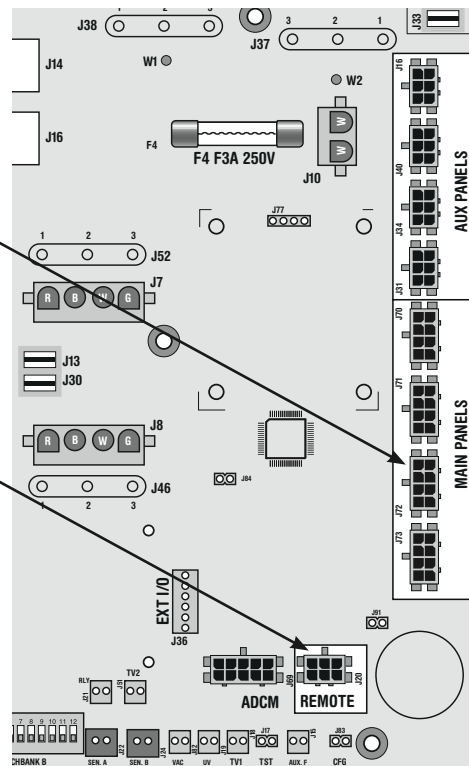 J38
1 2 3
J37
3 2 1
J33
J14
W1
W2
J16
F4
F4 F3A 250V
W
W
J10
J16
J40
J34
J31
AUX PANELS
J77
1 2 3
J52
J7
R B W G
J13
J30
J70
J71
J72
J73
MAIN PANELS
J8
R B W G
J46
1 2 3
J84
EXT I/O
J36
J91
RLY
J21
J51
TV2
ADCM
J69
REMOTE
J20
7 8 9 10 11 12
CHBANK B
SEN. A
J22
SEN. B
J24
VAC
J82
UV
J19
TV1
J18
J17
TST
J15
AUX. F
J83
CFG